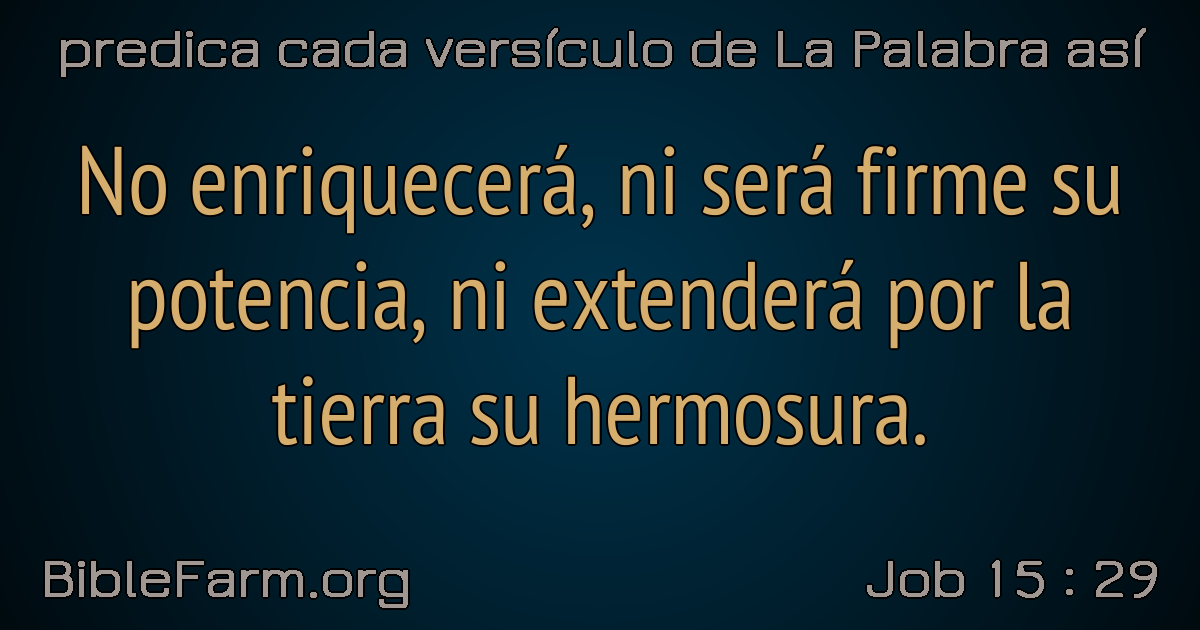 predica cada versículo de La Palabra así
No enriquecerá, ni será firme su
potencia, ni extenderá por la
tierra su hermosura.
BibleFarm.org
Job 15 : 29